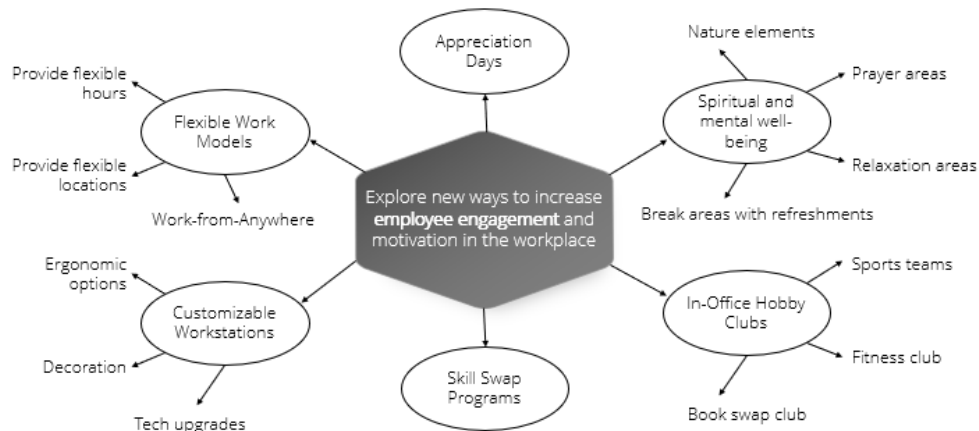 Appreciation
Days
Nature elements
Provide flexible
hours
Prayer areas
Flexible Work
Models
Spiritual and
mental well-
being
Provide flexible
locations
Relaxation areas
Work-from-Anywhere
Break areas with refreshments
Explore new ways to increase
employee engagement and
motivation in the workplace
Ergonomic
options
Sports teams
Customizable
Workstations
In-Office Hobby
Clubs
Decoration
Fitness club
Skill Swap
Programs
Tech upgrades
Book swap club